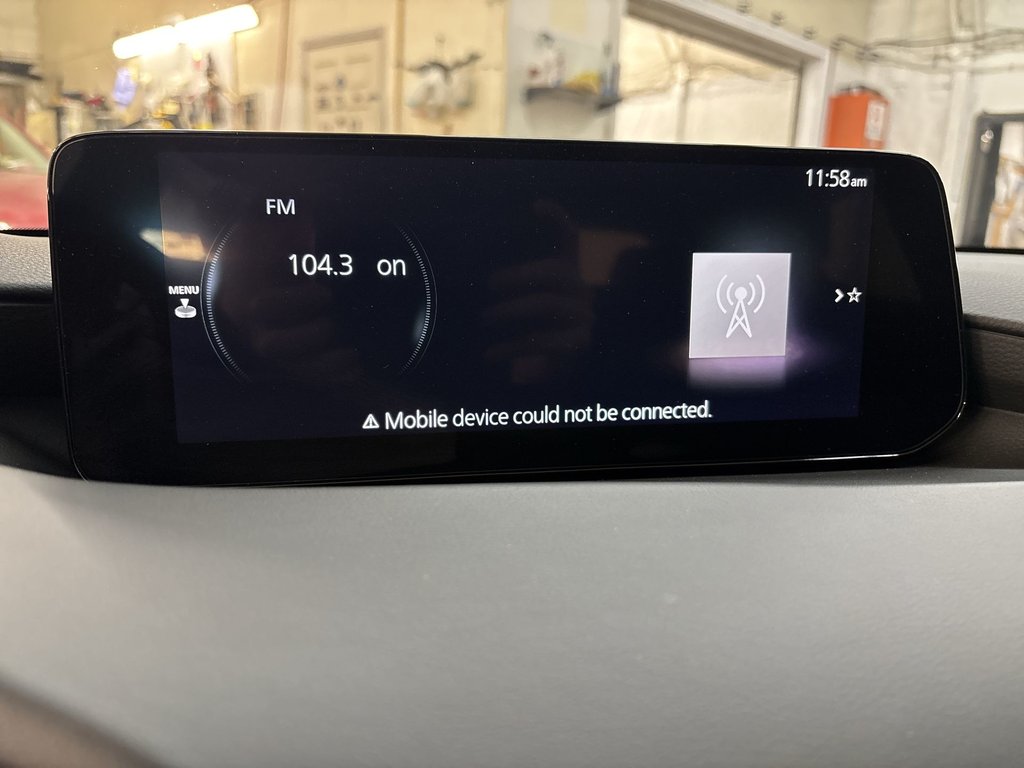 11:58am
FM
104.3 on
MENU
Mobile device could not be connected.